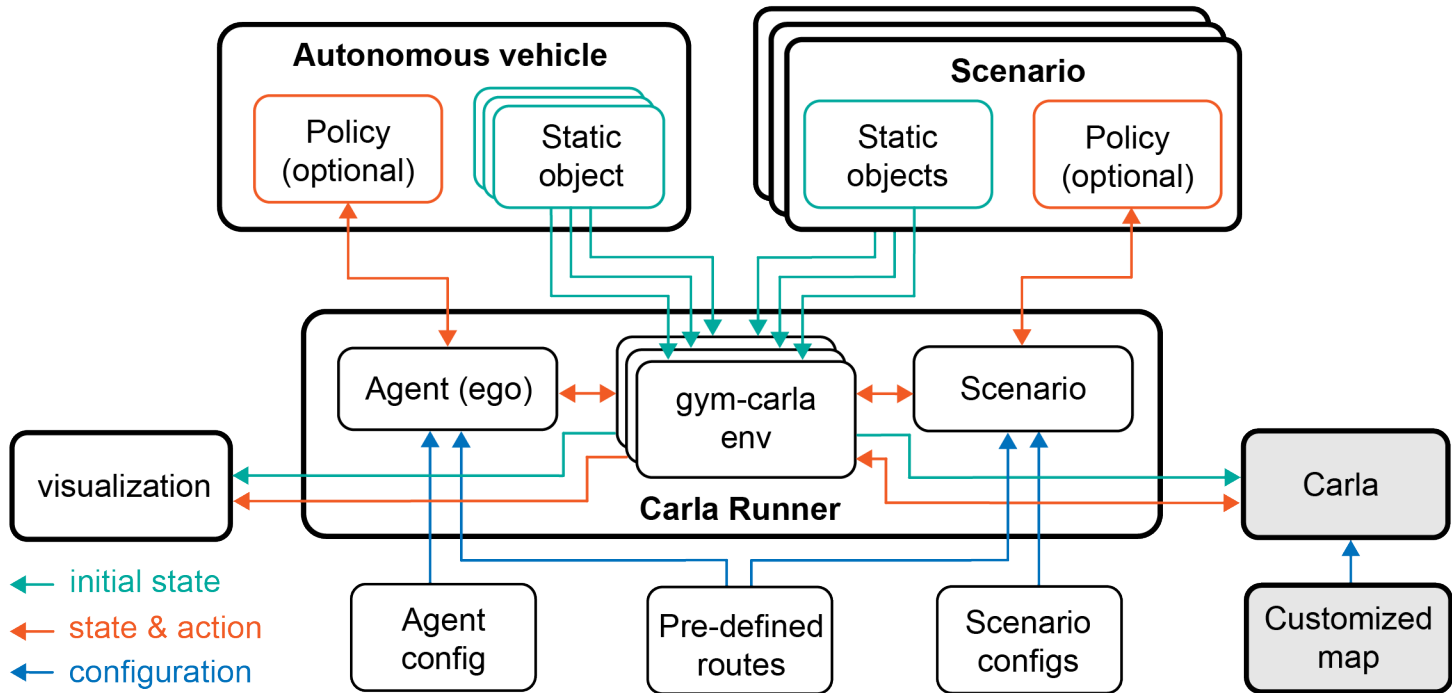 Autonomous vehicle
Policy
(optional)
Static
object
Scenario
Static
objects
Policy
(optional)
Agent (ego)
gym-carla
env
Scenario
Carla Runner
visualization
Carla
initial state
state & action
configuration
Agent
config
Pre-defined
routes
Scenario
configs
Customized
map